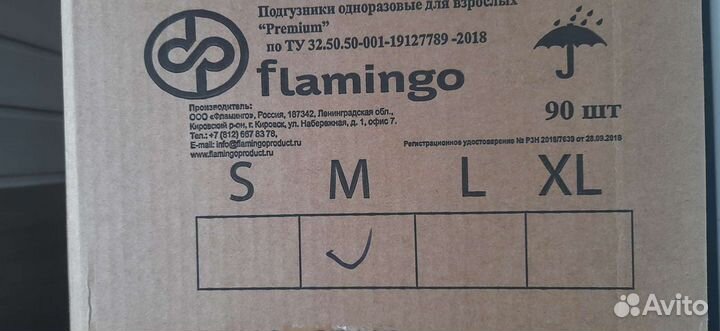 Подгузники одноразовые для взрослых
“Premium”
по ТУ 32.50.50-001-19127789 -2018
flamingo
90 шт
Производитель:
ООО «Фламинго», Россия, 187342, Ленинградская обл.,
Кировский р-он, г. Кировск, ул. Набережная, д. 1, офис 7.
Тел.:+7 (812) 667 83 78,
E-mail: info@flamingoproduct.ru
www.flamingoproduct.ru
Регистрационное удостоверение № РЗН 2018/7639 от 28.09.2018
S M L XL
Avito